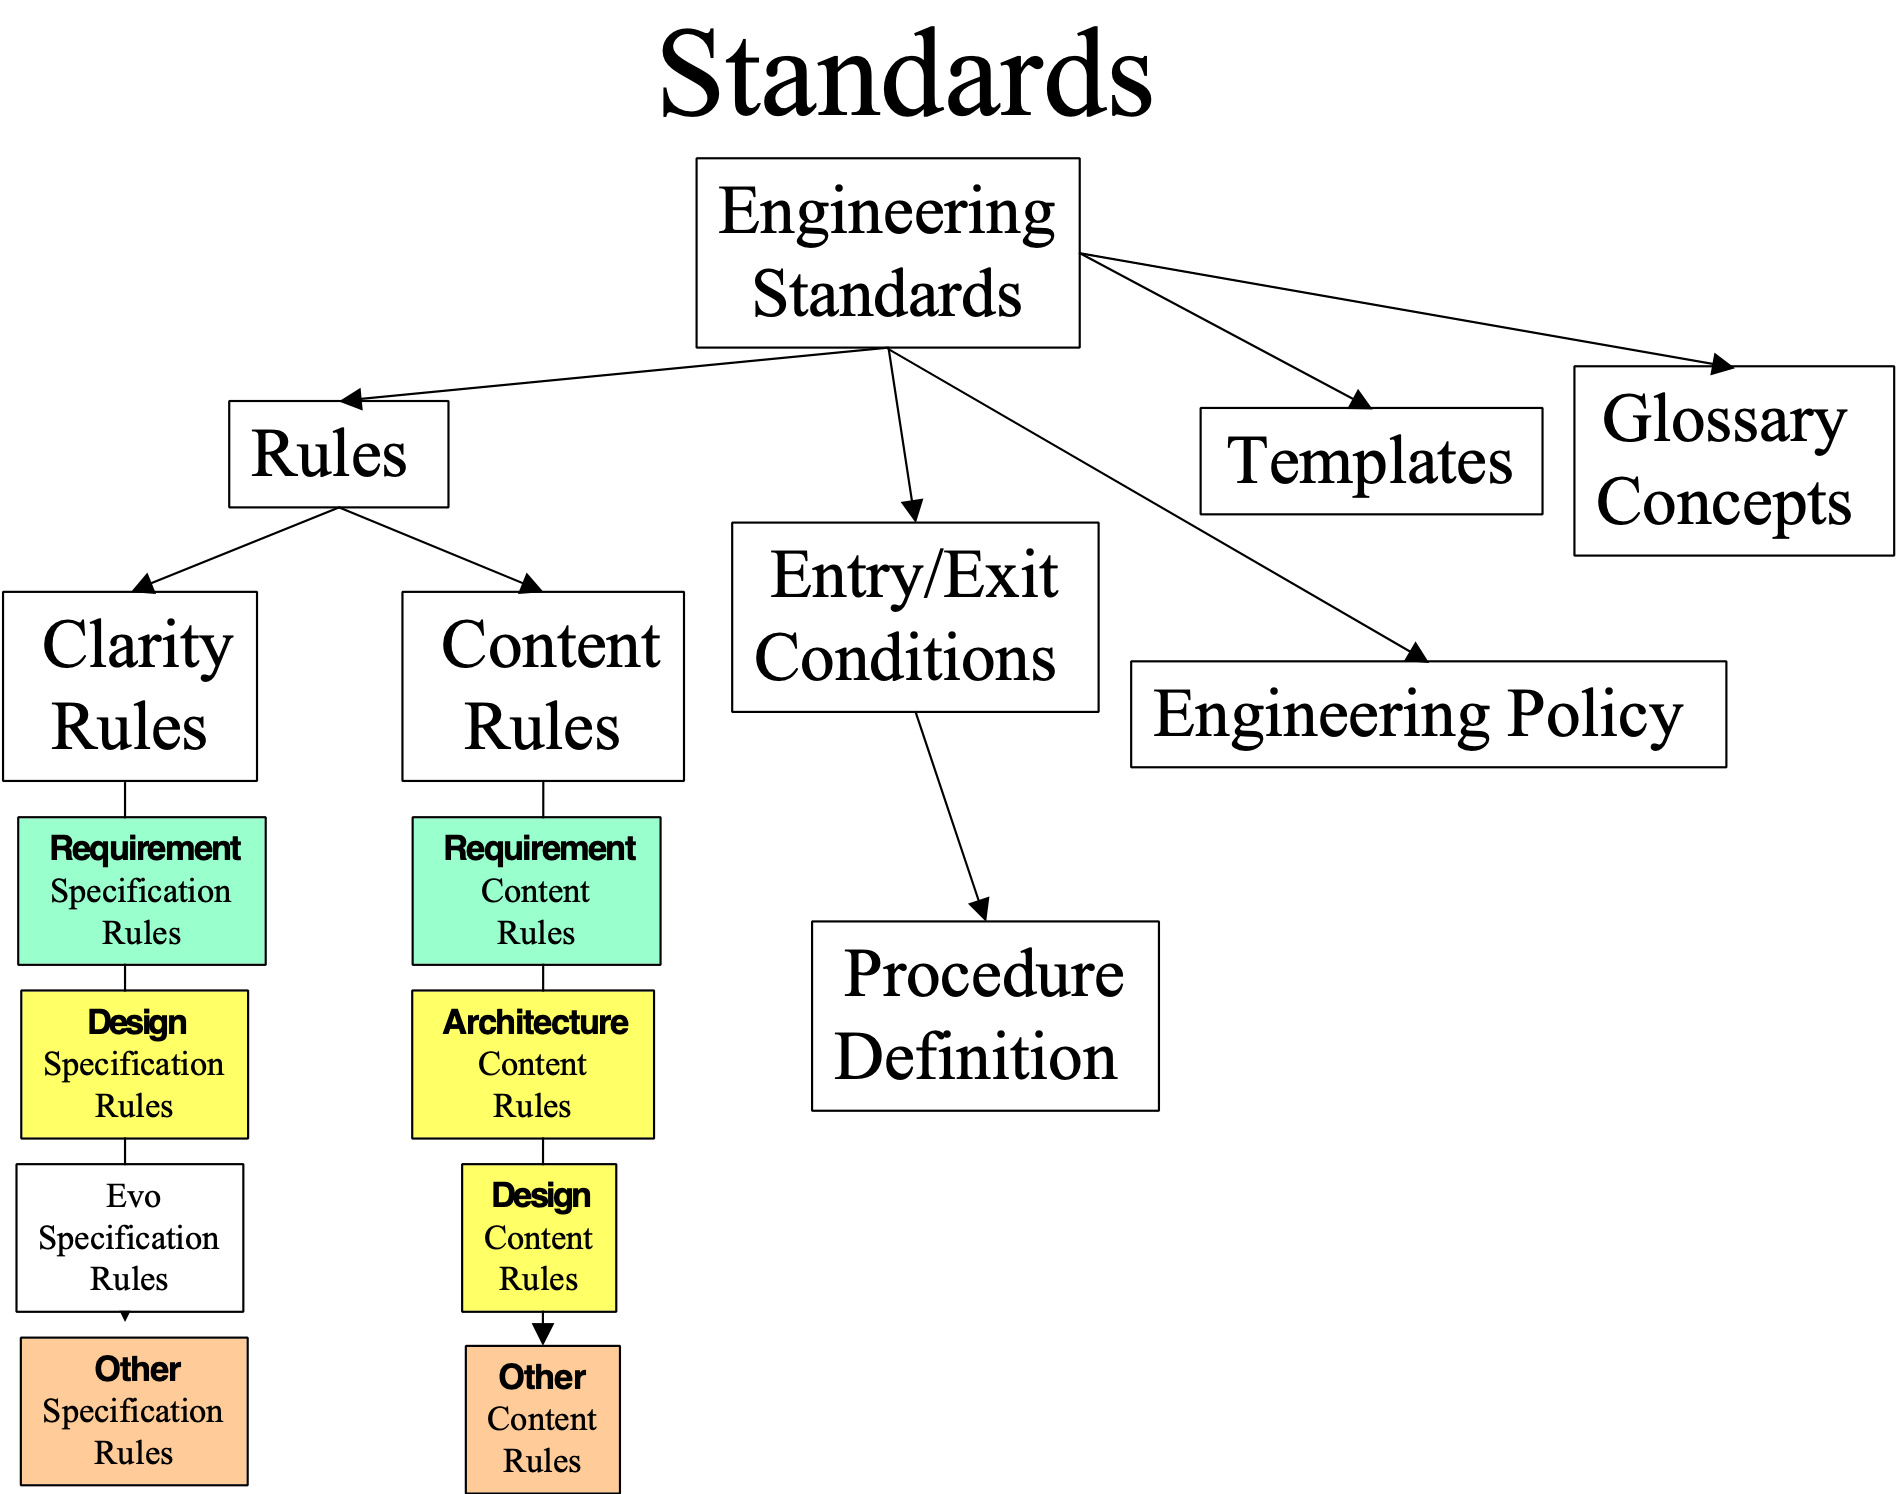 Standards
Engineering
Standards
Rules
Templates
Glossary
Concepts
Entry/Exit
Conditions
Engineering Policy
Clarity
Rules
Content
Rules
Procedure
Definition
Requirement
Specification
Rules
Design
Specification
Rules
Evo
Specification
Rules
Other
Specification
Rules
Requirement
Content
Rules
Architecture
Content
Rules
Design
Content
Rules
Other
Content
Rules